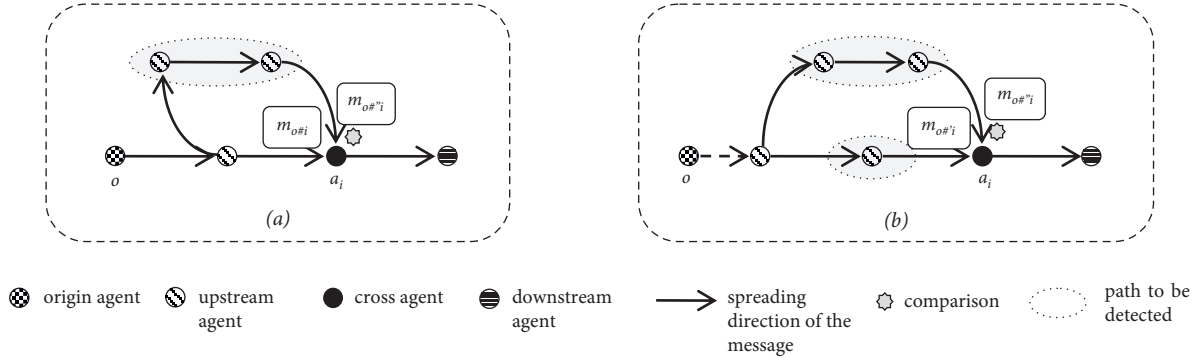 m_{o#''i}
m_{o#i}
o
a_i
(a)
m_{o#''i}
m_{o#'i}
o
a_i
(b)
origin agent
upstream
agent
cross agent
downstream
agent
spreading
direction of the
message
comparison
path to be
detected